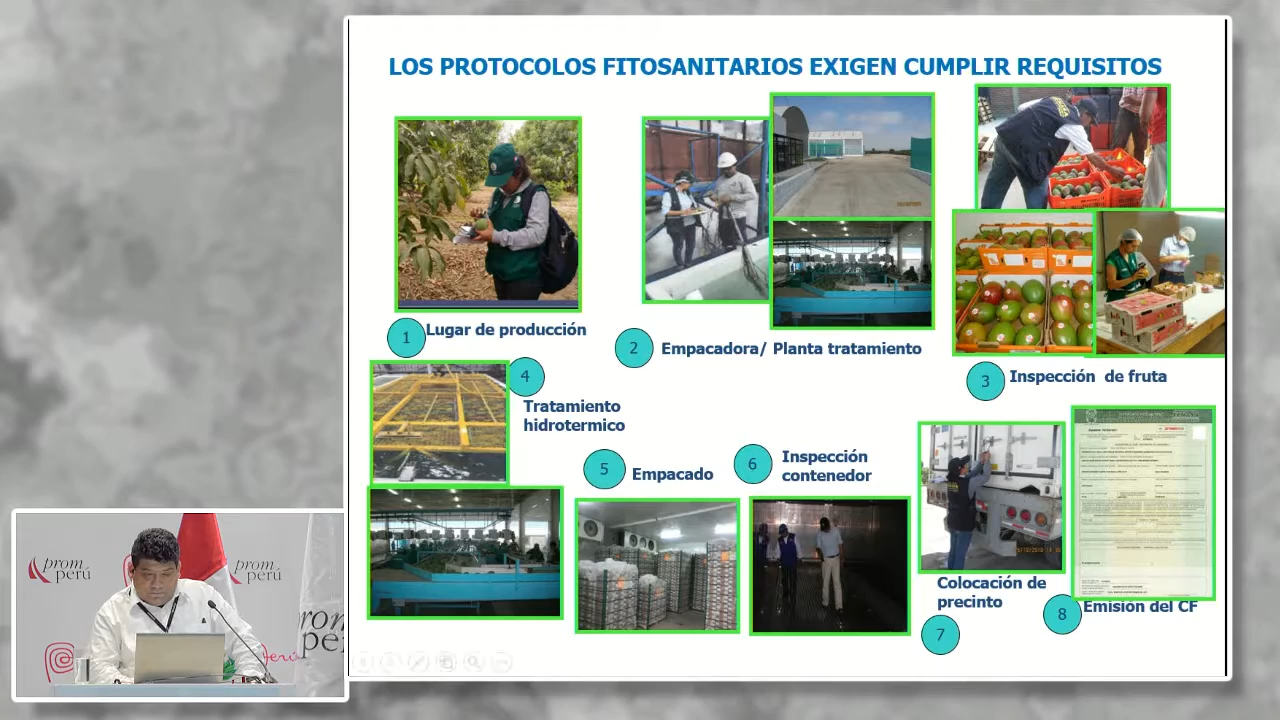 LOS PROTOCOLOS FITOSANITARIOS EXIGEN CUMPLIR REQUISITOS
1
Lugar de producción
2
Empacadora/ Planta tratamiento
3
Inspección de fruta
4
Tratamiento
hidrotermico
5
Empacado
6
Inspección
contenedor
Colocación de
precinto
7
8
Emisión del CF
prom
perú
prom
perú
perú